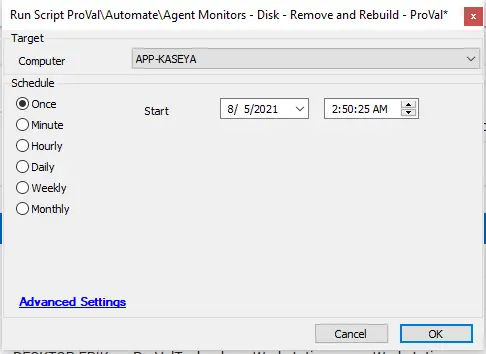 Run Script ProVal\Automate\Agent Monitors - Disk - Remove and Rebuild - ProVal*
x
Target
Computer APP-KASEYA
Schedule
Once Start 8/ 5/2021 2:50:25 AM
Minute
Hourly
Daily
Weekly
Monthly
Advanced Settings
Cancel OK